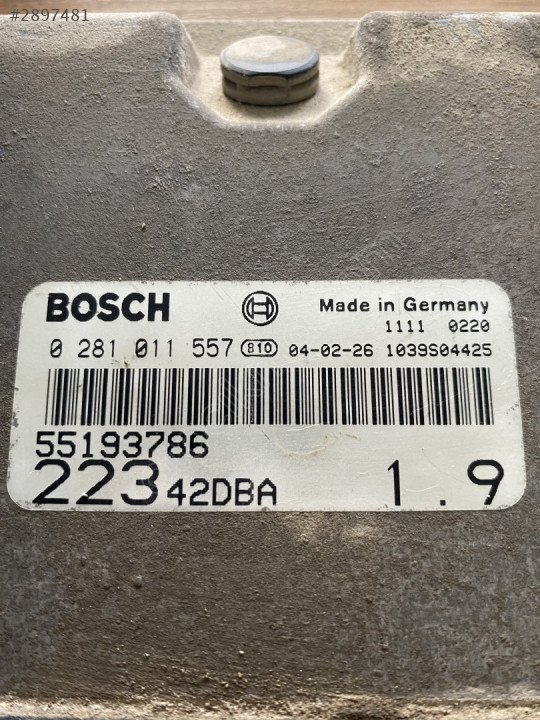 #2897481
BOSCH Made in Germany
1111 0220
0 281 011 557 810 04-02-26 1039S04425
55193786
223 42DBA 1.9